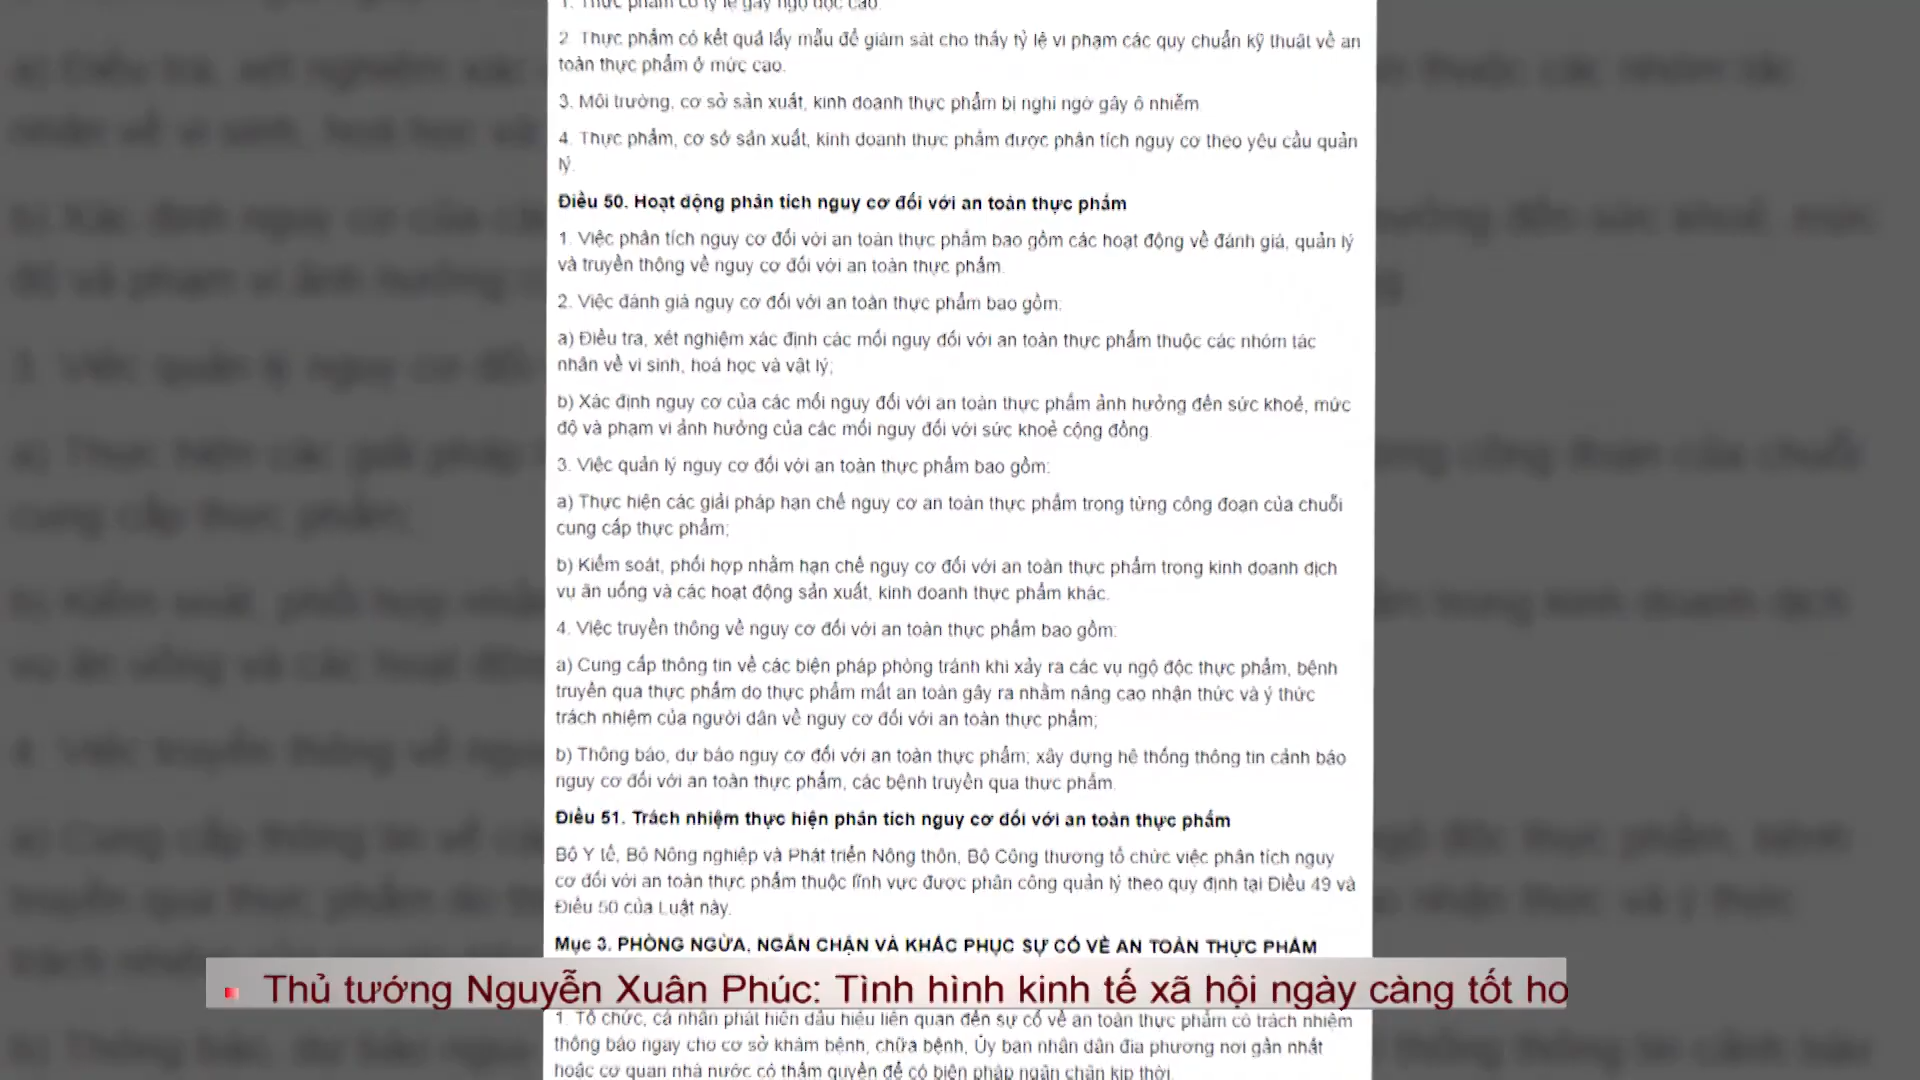 1. Thực phẩm có tỷ lệ gây ngộ độc cao.
2. Thực phẩm có kết quả lấy mẫu để giám sát cho thấy tỷ lệ vi phạm các quy chuẩn kỹ thuật về an
toàn thực phẩm ở mức cao.
3. Môi trường, cơ sở sản xuất, kinh doanh thực phẩm bị nghi ngờ gây ô nhiễm
4. Thực phẩm, cơ sở sản xuất, kinh doanh thực phẩm được phân tích nguy cơ theo yêu cầu quản
lý.
Điều 50. Hoạt động phân tích nguy cơ đối với an toàn thực phẩm
1. Việc phân tích nguy cơ đối với an toàn thực phẩm bao gồm các hoạt động về đánh giá, quản lý
và truyền thông về nguy cơ đối với an toàn thực phẩm.
2. Việc đánh giá nguy cơ đối với an toàn thực phẩm bao gồm:
a) Điều tra, xét nghiệm xác định các mối nguy đối với an toàn thực phẩm thuộc các nhóm tác
nhân về vi sinh, hoá học và vật lý;
b) Xác định nguy cơ của các mối nguy đối với an toàn thực phẩm ảnh hưởng đến sức khoẻ, mức
độ và phạm vi ảnh hưởng của các mối nguy đối với sức khoẻ cộng đồng.
3. Việc quản lý nguy cơ đối với an toàn thực phẩm bao gồm:
a) Thực hiện các giải pháp hạn chế nguy cơ an toàn thực phẩm trong từng công đoạn của chuỗi
cung cấp thực phẩm;
b) Kiểm soát, phối hợp nhằm hạn chế nguy cơ đối với an toàn thực phẩm trong kinh doanh dịch
vụ ăn uống và các hoạt động sản xuất, kinh doanh thực phẩm khác.
4. Việc truyền thông về nguy cơ đối với an toàn thực phẩm bao gồm:
a) Cung cấp thông tin về các biện pháp phòng tránh khi xảy ra các vụ ngộ độc thực phẩm, bệnh
truyền qua thực phẩm do thực phẩm mất an toàn gây ra nhằm nâng cao nhận thức và ý thức
trách nhiệm của người dân về nguy cơ đối với an toàn thực phẩm;
b) Thông báo, dự báo nguy cơ đối với an toàn thực phẩm; xây dựng hệ thống thông tin cảnh báo
nguy cơ đối với an toàn thực phẩm, các bệnh truyền qua thực phẩm.
Điều 51. Trách nhiệm thực hiện phân tích nguy cơ đối với an toàn thực phẩm
Bộ Y tế, Bộ Nông nghiệp và Phát triển Nông thôn, Bộ Công thương tổ chức việc phân tích nguy
cơ đối với an toàn thực phẩm thuộc lĩnh vực được phân công quản lý theo quy định tại Điều 49 và
Điều 50 của Luật này.
Mục 3. PHÒNG NGỪA, NGĂN CHẶN VÀ KHẮC PHỤC SỰ CỐ VỀ AN TOÀN THỰC PHẨM
Thủ tướng Nguyễn Xuân Phúc: Tình hình kinh tế xã hội ngày càng tốt ho
1. Tổ chức, cá nhân phát hiện dấu hiệu liên quan đến sự cố về an toàn thực phẩm có trách nhiệm
thông báo ngay cho cơ sở khám bệnh, chữa bệnh, Ủy ban nhân dân địa phương nơi gần nhất
hoặc cơ quan nhà nước có thẩm quyền để có biện pháp ngăn chặn kịp thời.